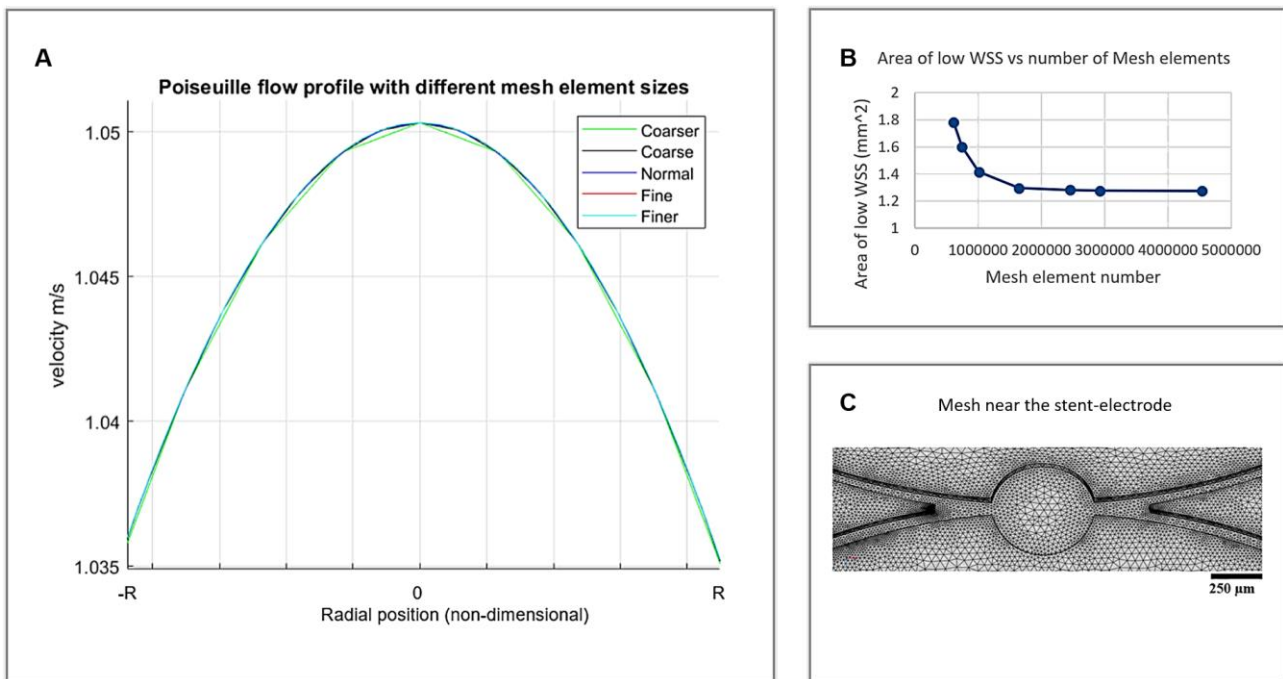 A
Poiseuille flow profile with different mesh element sizes
1.05
1.045
1.04
1.035
velocity m/s
-R
0
R
Radial position (non-dimensional)
Coarser
Coarse
Normal
Fine
Finer
B
Area of low WSS vs number of Mesh elements
2
1.8
1.6
1.4
1.2
1
Area of low WSS (mm^2)
0 1000000 2000000 3000000 4000000 5000000
Mesh element number
C
Mesh near the stent-electrode
250 μm